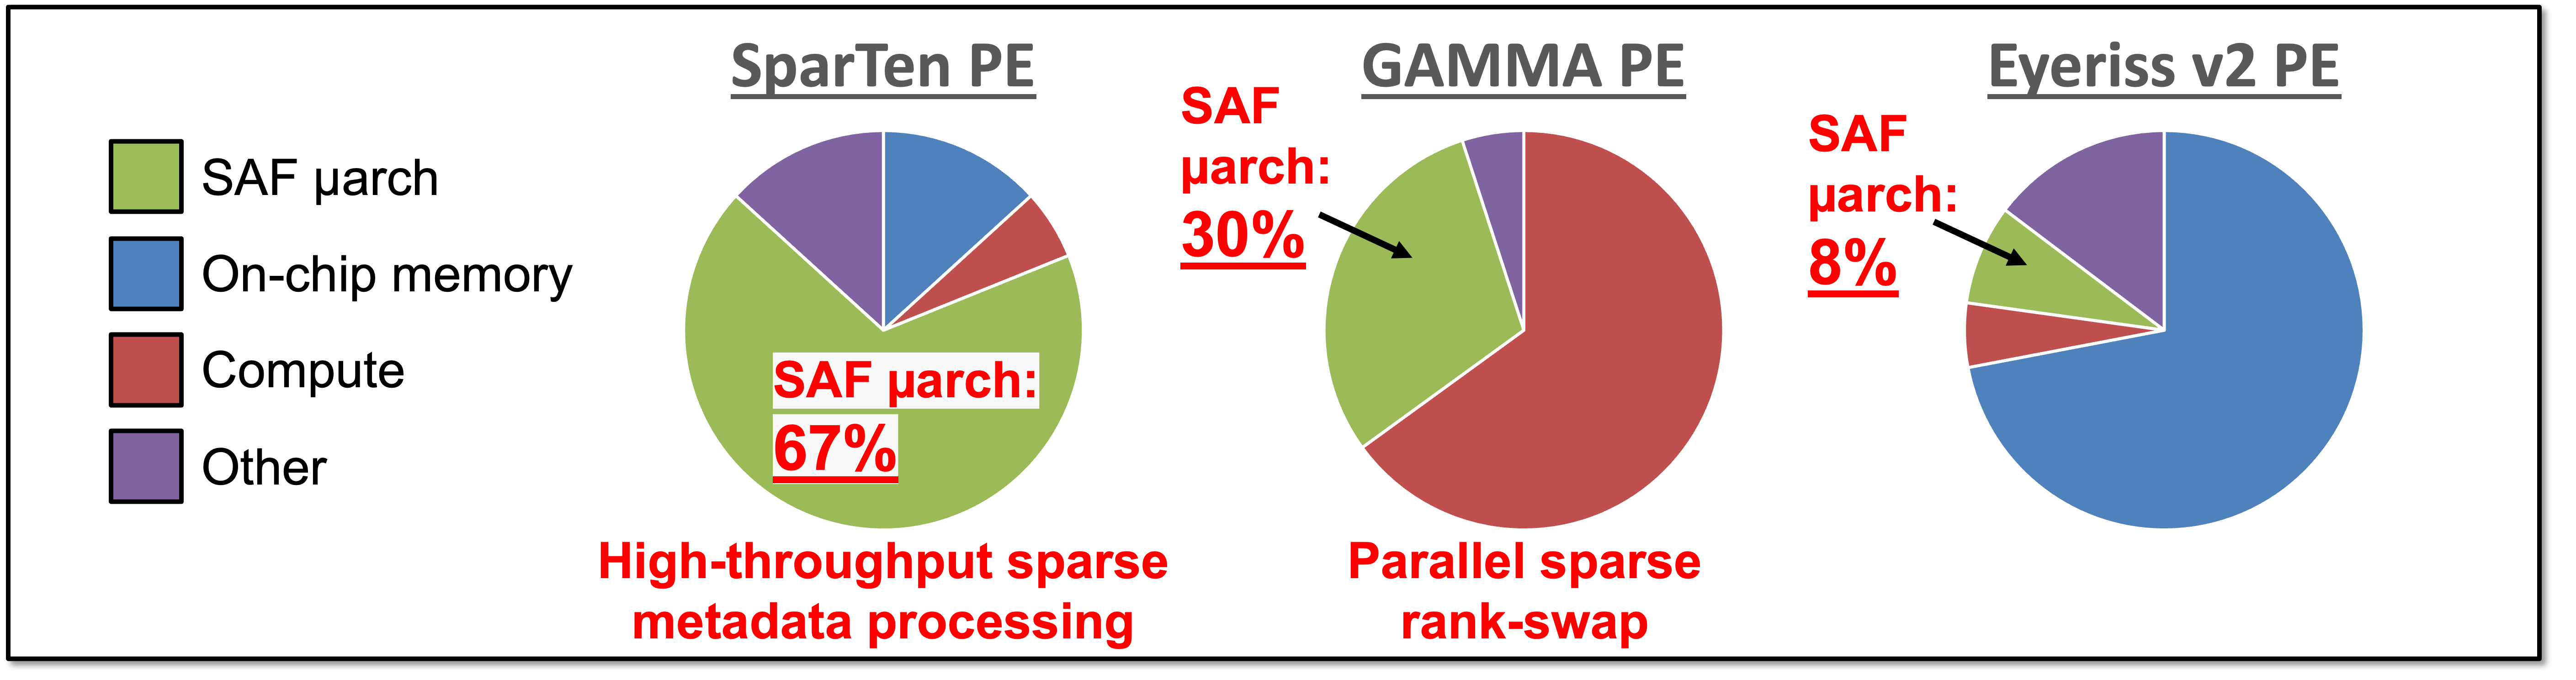 SparTen PE
GAMMA PE
Eyeriss v2 PE
SAF µarch
On-chip memory
Compute
Other
SAF µarch:
67%
High-throughput sparse
metadata processing
SAF
µarch:
30%
Parallel sparse
rank-swap
SAF
µarch:
8%